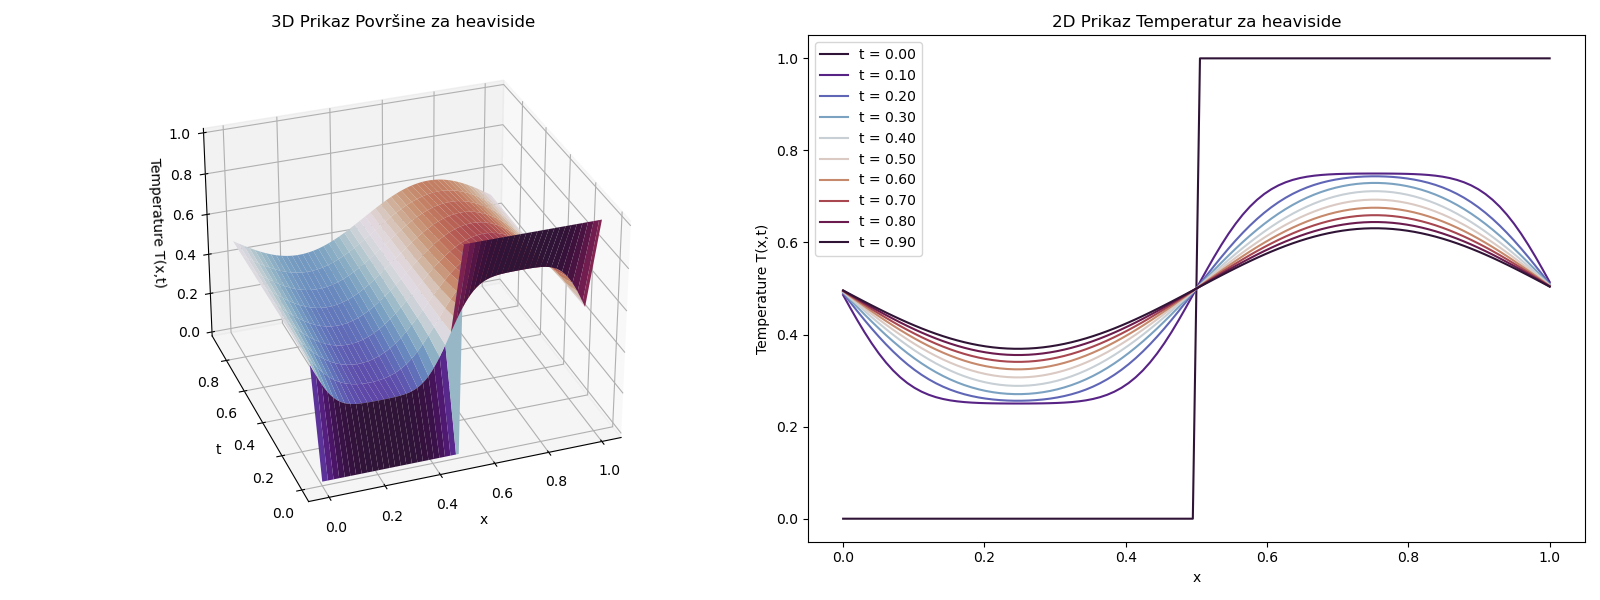 3D Prikaz Površine za heaviside
Temperature T(x,t)
1.0
0.8
0.6
0.4
0.2
0.0
0.8
0.6
0.4
0.2
0.0
t
0.0
0.2
0.4
0.6
0.8
1.0
x
2D Prikaz Temperatur za heaviside
Temperature T(x,t)
1.0
0.8
0.6
0.4
0.2
0.0
t = 0.00
t = 0.10
t = 0.20
t = 0.30
t = 0.40
t = 0.50
t = 0.60
t = 0.70
t = 0.80
t = 0.90
0.0 0.2 0.4 0.6 0.8 1.0
x